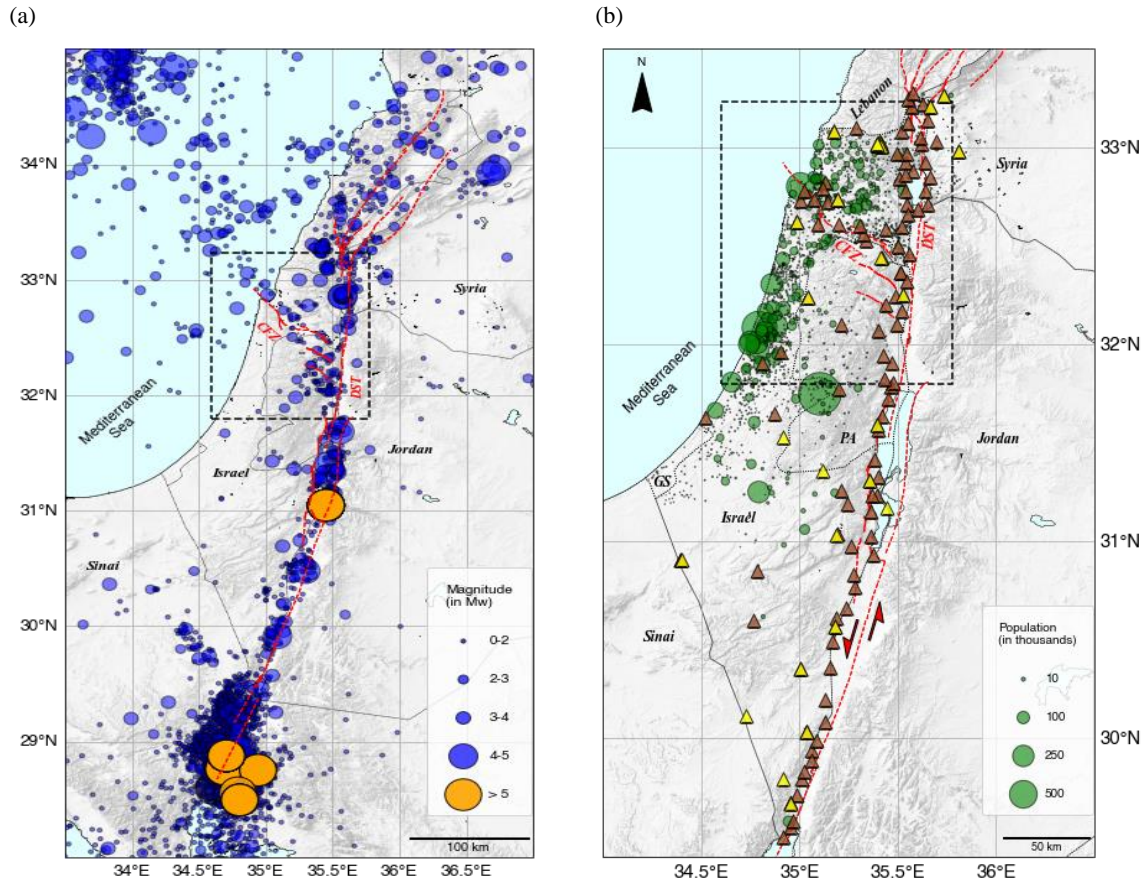 (a)
34°N
33°N
32°N
31°N
30°N
29°N
34°E
34.5°E
35°E
35.5°E
36°E
36.5°E
Mediterranean
Sea
Syria
CFZ
DST
Jordan
Israel
Sinai
Magnitude
(in Mw)
0-2
2-3
3-4
4-5
> 5
100 km
(b)
N
Lebanon
Syria
CFZ
DST
Mediterranean
Sea
PA
Jordan
GS
Israel
Sinai
Population
(in thousands)
10
100
250
500
50 km
33°N
32°N
31°N
30°N
34.5°E
35°E
35.5°E
36°E